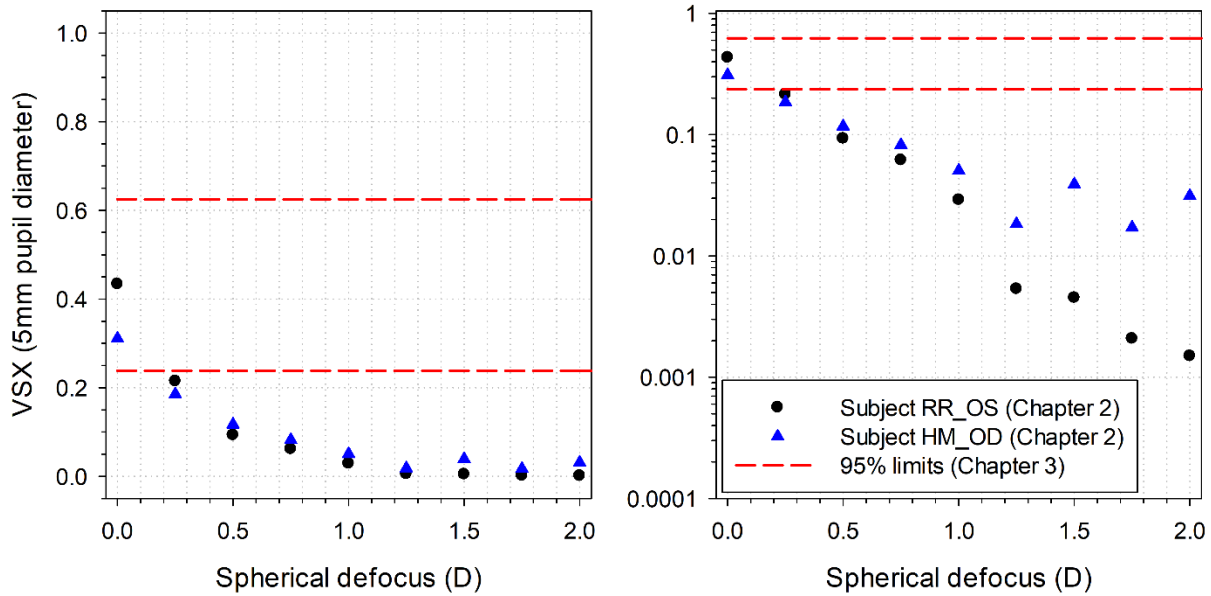 VSX (5mm pupil diameter)
1.0
0.8
0.6
0.4
0.2
0.0
0.0 0.5 1.0 1.5 2.0
Spherical defocus (D)
1
0.1
0.01
0.001
0.0001
Subject RR_OS (Chapter 2)
Subject HM_OD (Chapter 2)
95% limits (Chapter 3)
0.0 0.5 1.0 1.5 2.0
Spherical defocus (D)